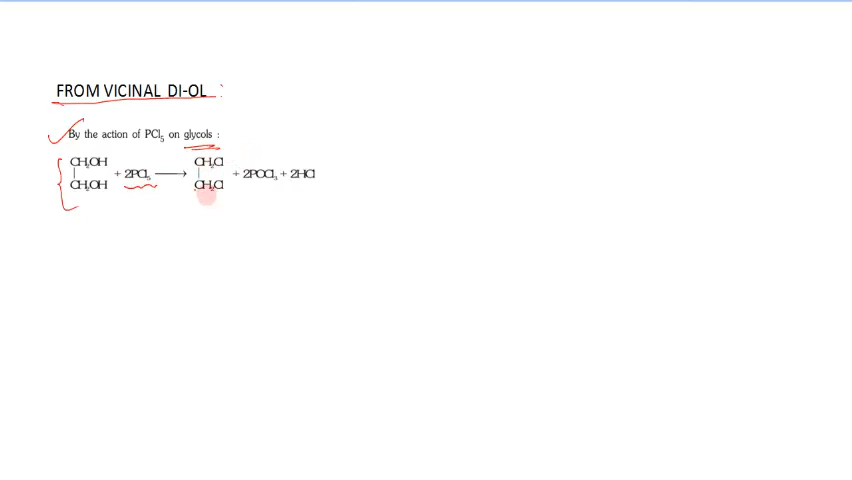 FROM VICINAL DI-OL :
By the action of PCl₅ on glycols :
CH₂OH CH₂Cl
| + 2PCl₅ ⟶ | + 2POCl₃ + 2HCl
CH₂OH CH₂Cl